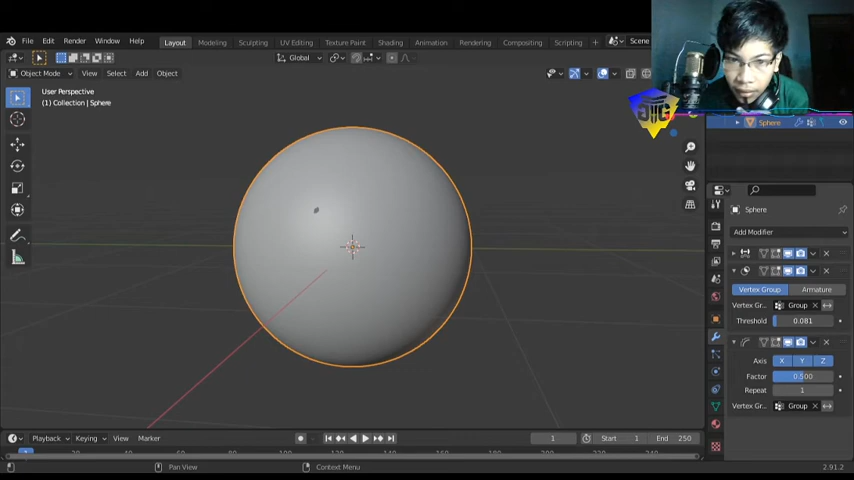 File Edit Render Window Help Layout Modeling Sculpting UV Editing Texture Paint Shading Animation Rendering Compositing Scripting + Scene
Global
Object Mode View Select Add Object
User Perspective
(1) Collection | Sphere
Sphere
Sphere
Add Modifier
Vertex Group Armature
Vertex Gr.. Group
Threshold 0.081
Axis X Y Z
Factor 0.500
Repeat 1
Vertex Gr... Group
Playback Keying View Marker 1 Start 1 End 250
1
Pan View Context Menu 2.91.2